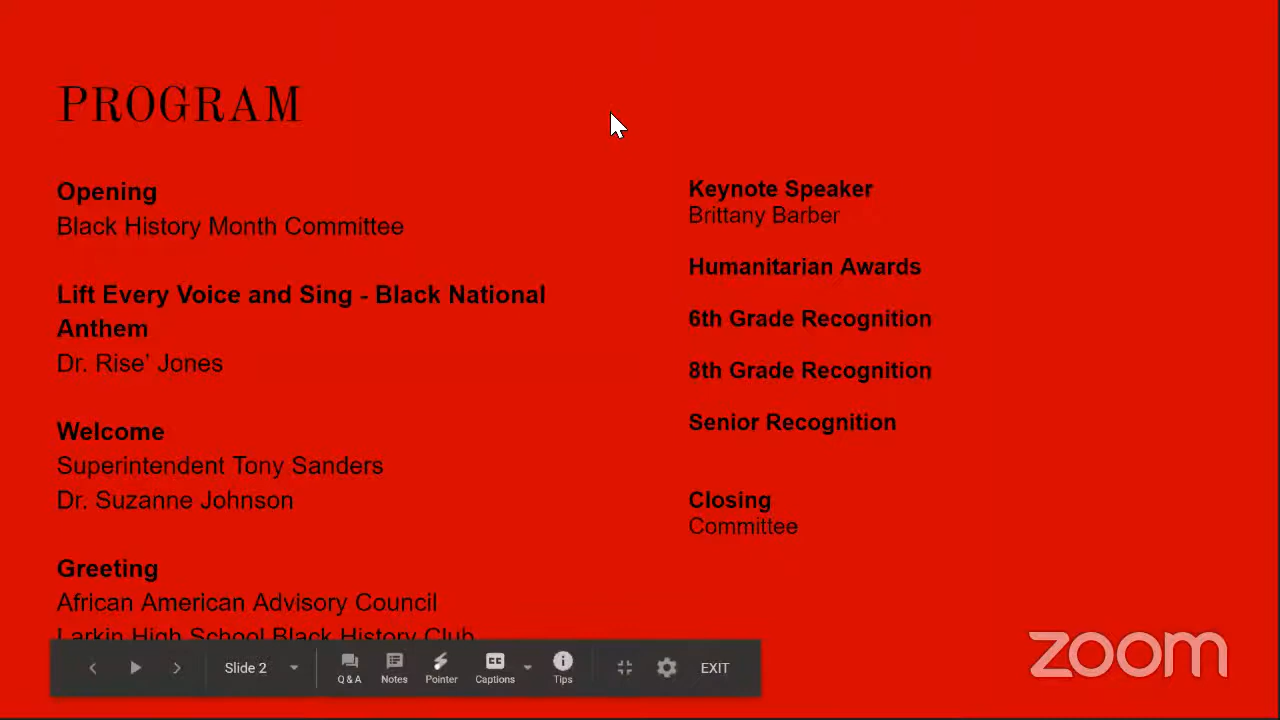 PROGRAM
Opening
Black History Month Committee
Lift Every Voice and Sing - Black National
Anthem
Dr. Rise' Jones
Welcome
Superintendent Tony Sanders
Dr. Suzanne Johnson
Greeting
African American Advisory Council
Larkin High School Black History Club
Keynote Speaker
Brittany Barber
Humanitarian Awards
6th Grade Recognition
8th Grade Recognition
Senior Recognition
Closing
Committee
Slide 2
Q & A
Notes
Pointer
CC
Captions
Tips
EXIT
zoom